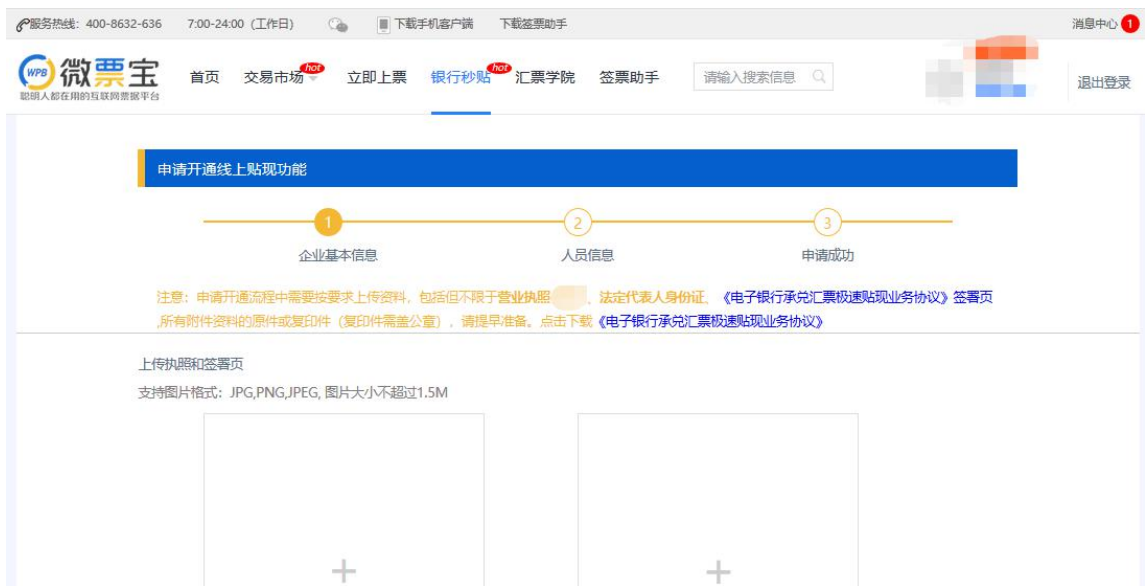 服务热线：400-8632-636 7:00-24:00（工作日） 下载手机客户端 下载签票助手 消息中心 1
WPB 微票宝
聪明人都在用的互联网票据平台
首页 交易市场 hot 立即上票 银行秒贴 hot 汇票学院 签票助手 请输入搜索信息 退出登录
申请开通线上贴现功能
1 2 3
企业基本信息 人员信息 申请成功
注意：申请开通流程中需要按要求上传资料，包括但不限于营业执照 、法定代表人身份证、《电子银行承兑汇票极速贴现业务协议》签署页
,所有附件资料的原件或复印件（复印件需盖公章），请提早准备。点击下载《电子银行承兑汇票极速贴现业务协议》
上传执照和签署页
支持图片格式：JPG,PNG,JPEG, 图片大小不超过1.5M